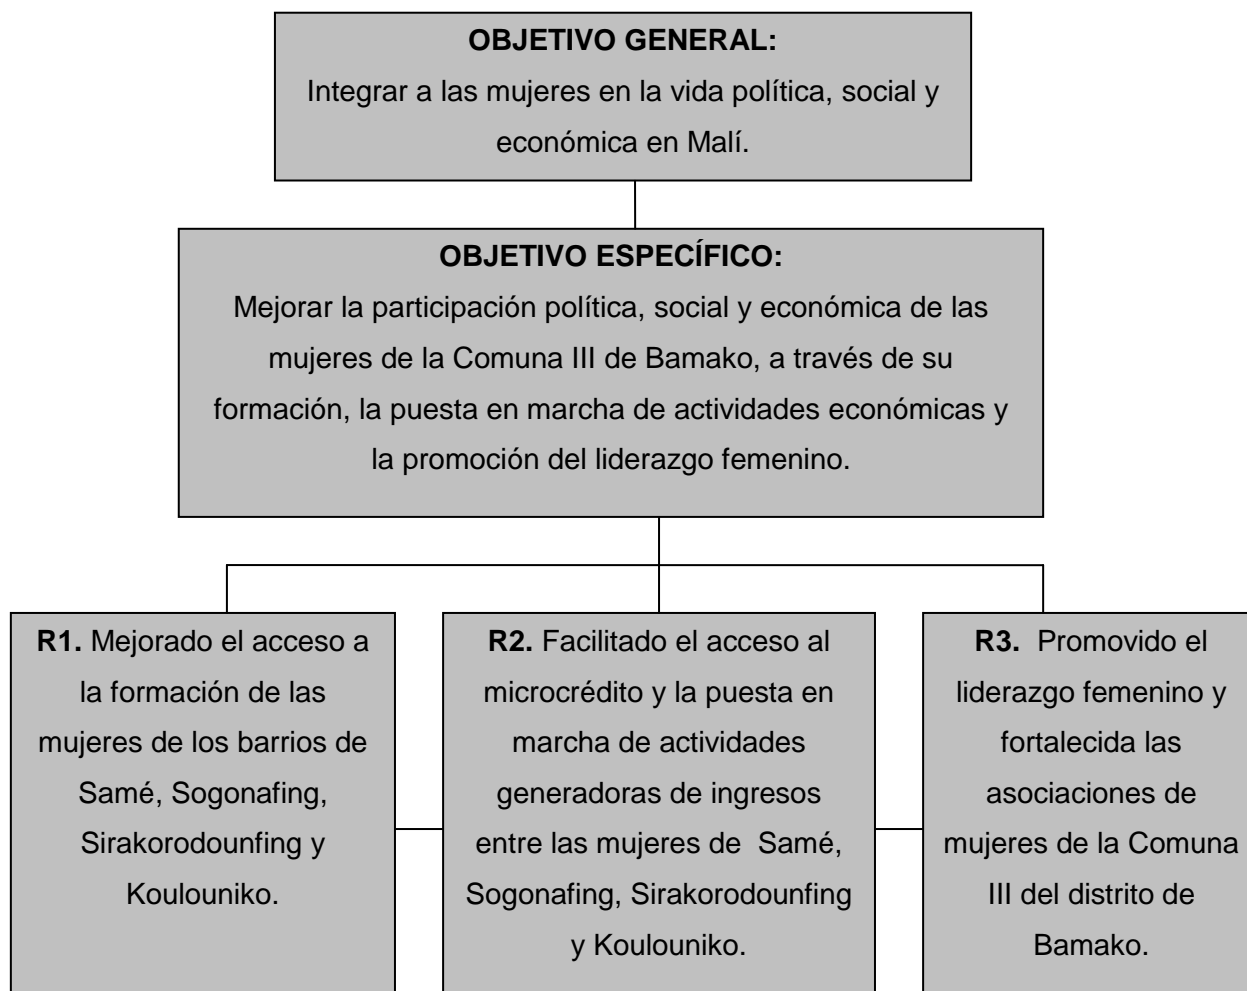 OBJETIVO GENERAL:
Integrar a las mujeres en la vida política, social y
económica en Malí.
OBJETIVO ESPECÍFICO:
Mejorar la participación política, social y económica de las
mujeres de la Comuna III de Bamako, a través de su
formación, la puesta en marcha de actividades económicas y
la promoción del liderazgo femenino.
R1. Mejorado el acceso a
la formación de las
mujeres de los barrios de
Samé, Sogonafing,
Sirakorodounfing y
Koulouniko.
R2. Facilitado el acceso al
microcrédito y la puesta en
marcha de actividades
generadoras de ingresos
entre las mujeres de Samé,
Sogonafing, Sirakorodounfing
y Koulouniko.
R3. Promovido el
liderazgo femenino y
fortalecida las
asociaciones de
mujeres de la Comuna
III del distrito de
Bamako.